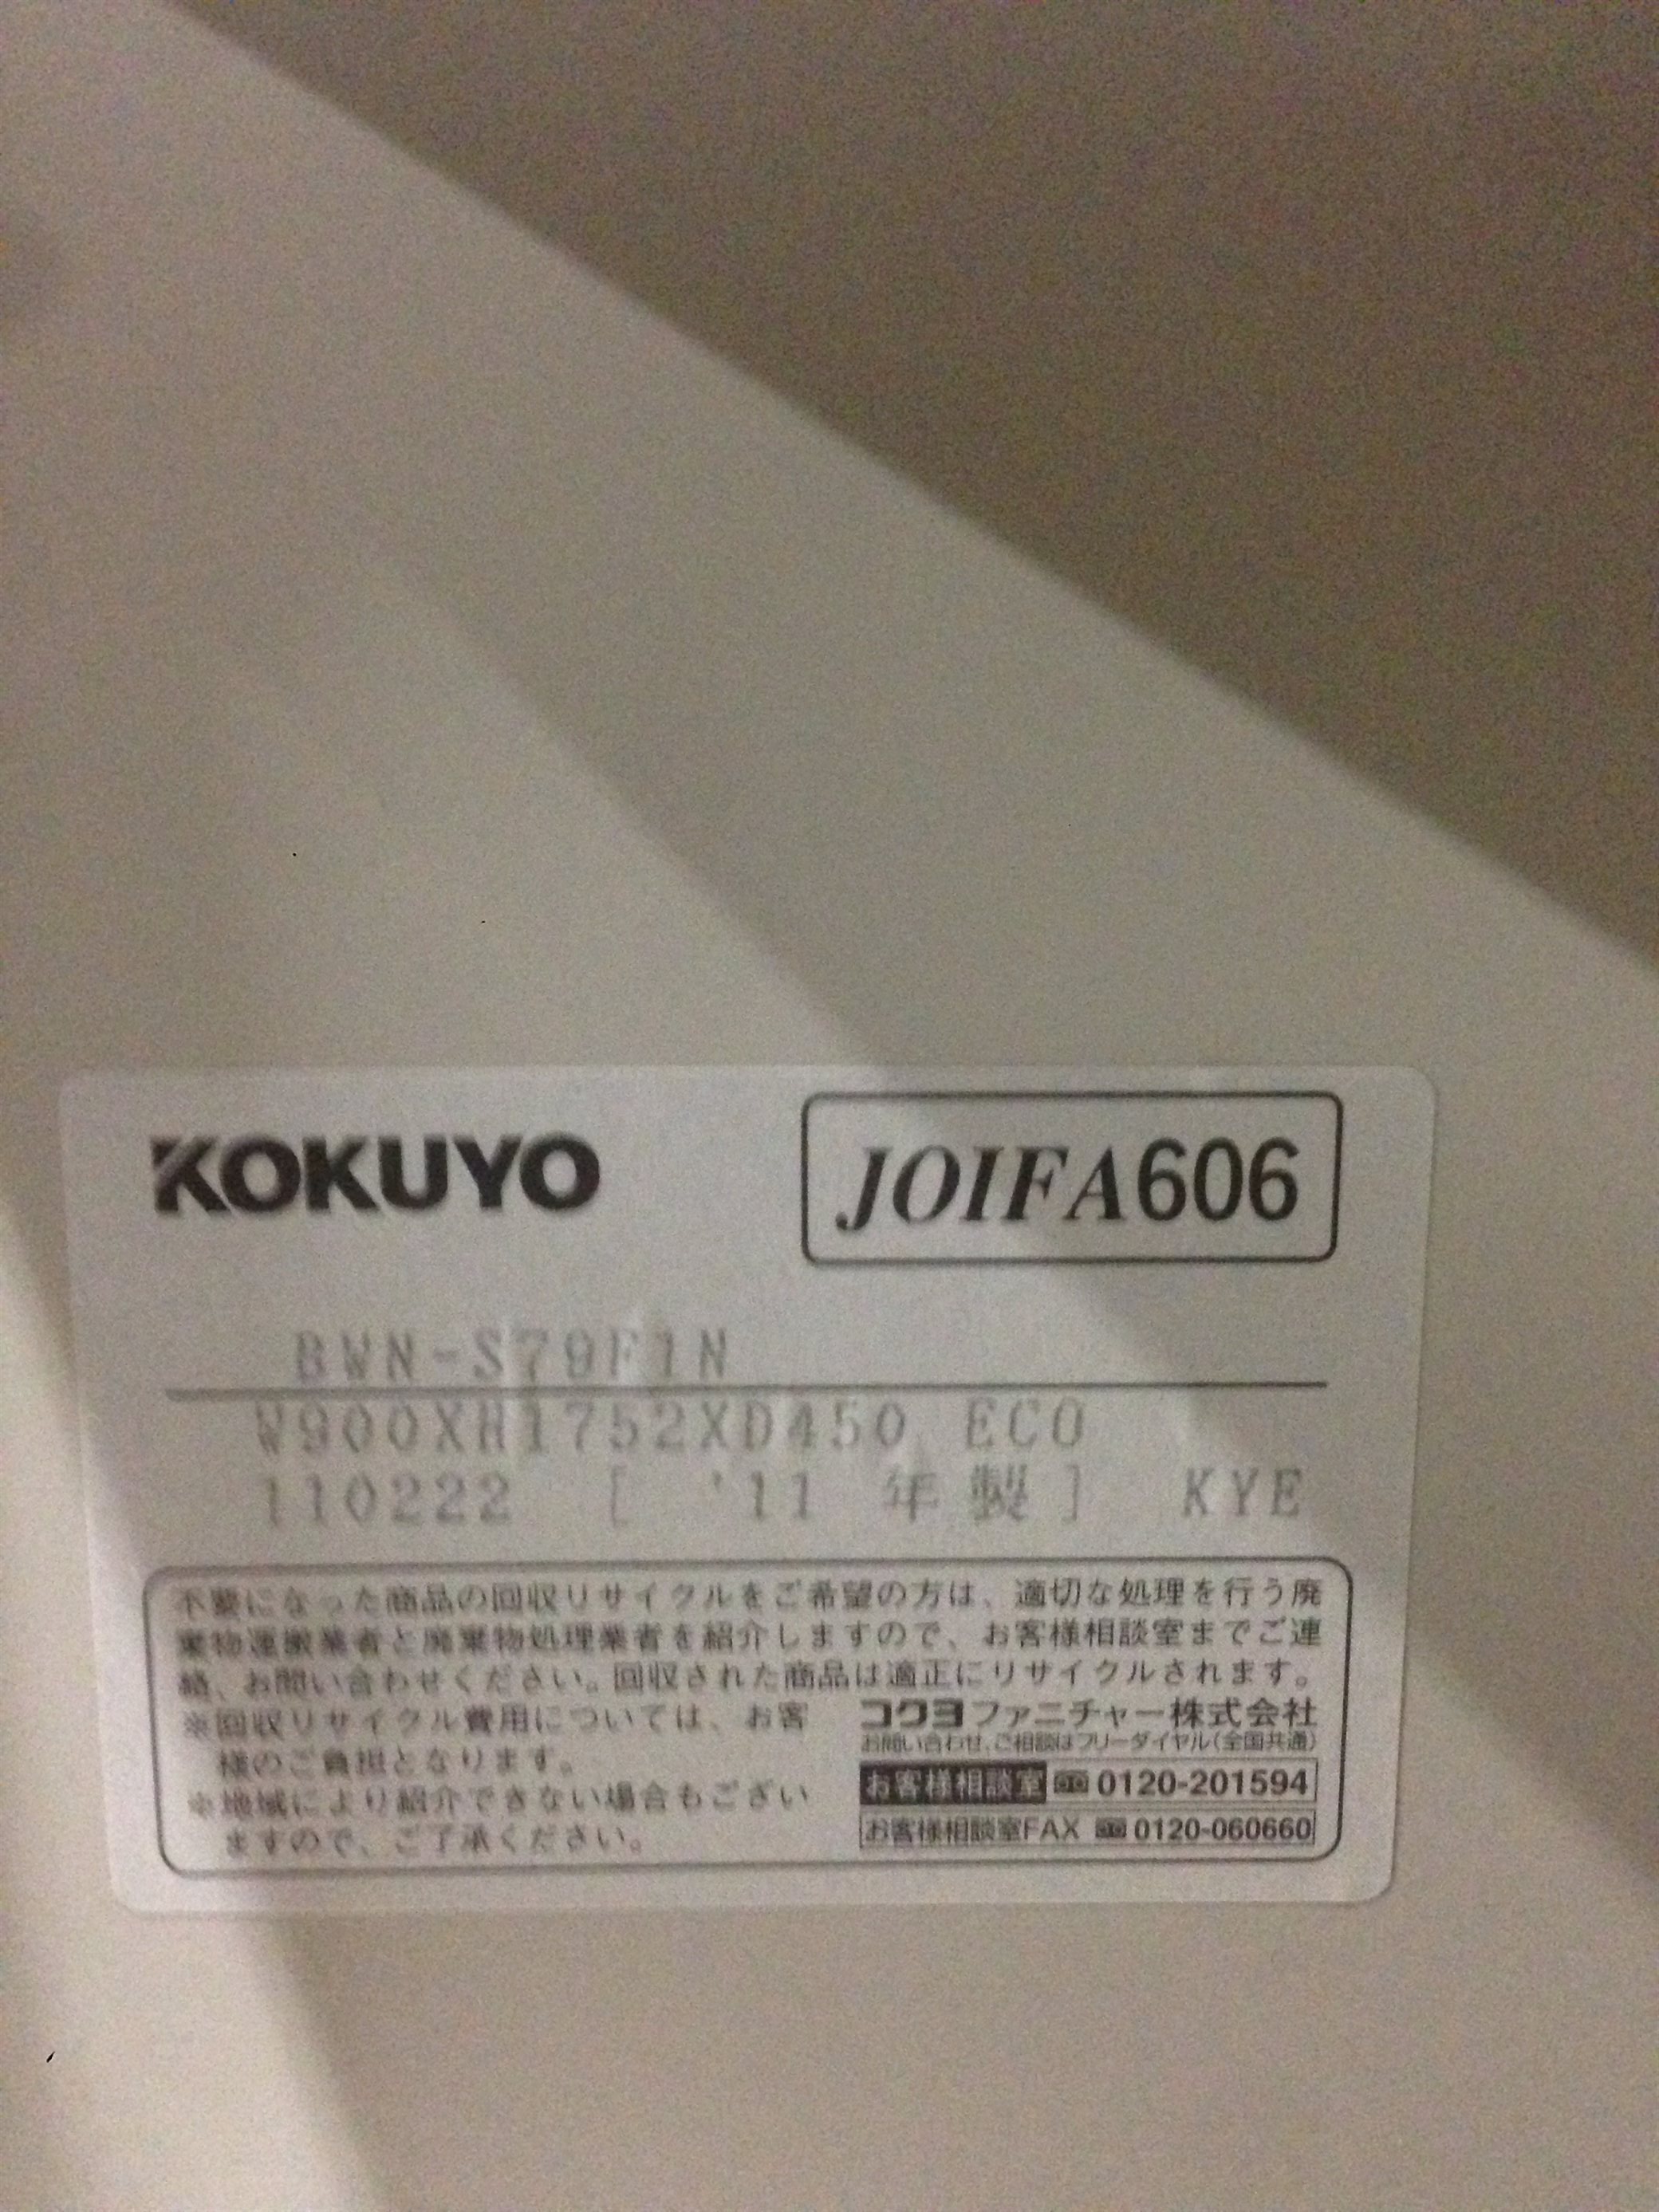 KOKUYO
JOIFA606
BWN-S79F1N
W900XH1752XD450 ECO
110222 [ '11 年製] KYE
不要になった商品の回収リサイクルをご希望の方は、適切な処理を行う廃
棄物運搬業者と廃棄物処理業者を紹介しますので、お客様相談室までご連
絡、お問い合わせください。回収された商品は適正にリサイクルされます。
※回収リサイクル費用については、お客
様のご負担となります。
※地域により紹介できない場合もござい
ますので、ご了承ください。
コクヨファニチャー株式会社
お問い合わせ、ご相談はフリーダイヤル(全国共通)
お客様相談室 0120-201594
お客様相談室FAX 0120-060660